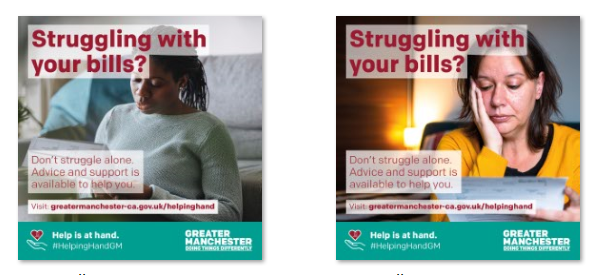 Struggling with
your bills?
Don't struggle alone.
Advice and support is
available to help you.
Visit: greatermanchester-ca.gov.uk/helpinghand
Help is at hand.
#HelpingHandGM
GREATER
MANCHESTER
DOING THINGS DIFFERENTLY
Struggling with
your bills?
Don't struggle alone.
Advice and support is
available to help you.
Visit: greatermanchester-ca.gov.uk/helpinghand
Help is at hand.
#HelpingHandGM
GREATER
MANCHESTER
DOING THINGS DIFFERENTLY